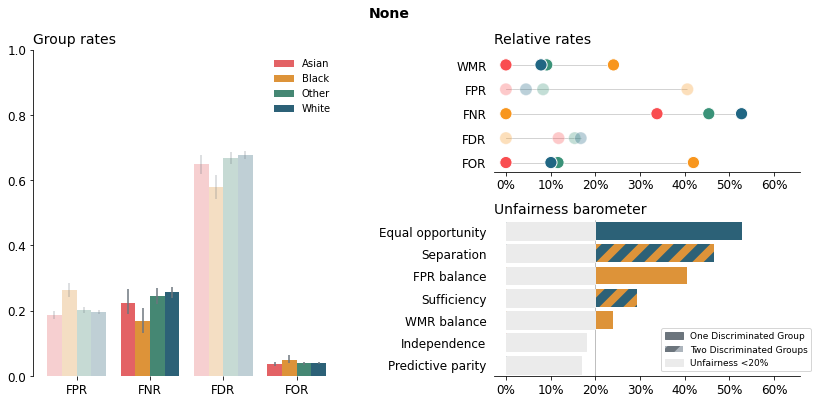 None
Group rates
1.0
0.8
0.6
0.4
0.2
0.0
FPR
FNR
FDR
FOR
Asian
Black
Other
White
Relative rates
WMR
FPR
FNR
FDR
FOR
0% 10% 20% 30% 40% 50% 60%
Unfairness barometer
Equal opportunity
Separation
FPR balance
Sufficiency
WMR balance
Independence
Predictive parity
One Discriminated Group
Two Discriminated Groups
Unfairness <20%
0% 10% 20% 30% 40% 50% 60%